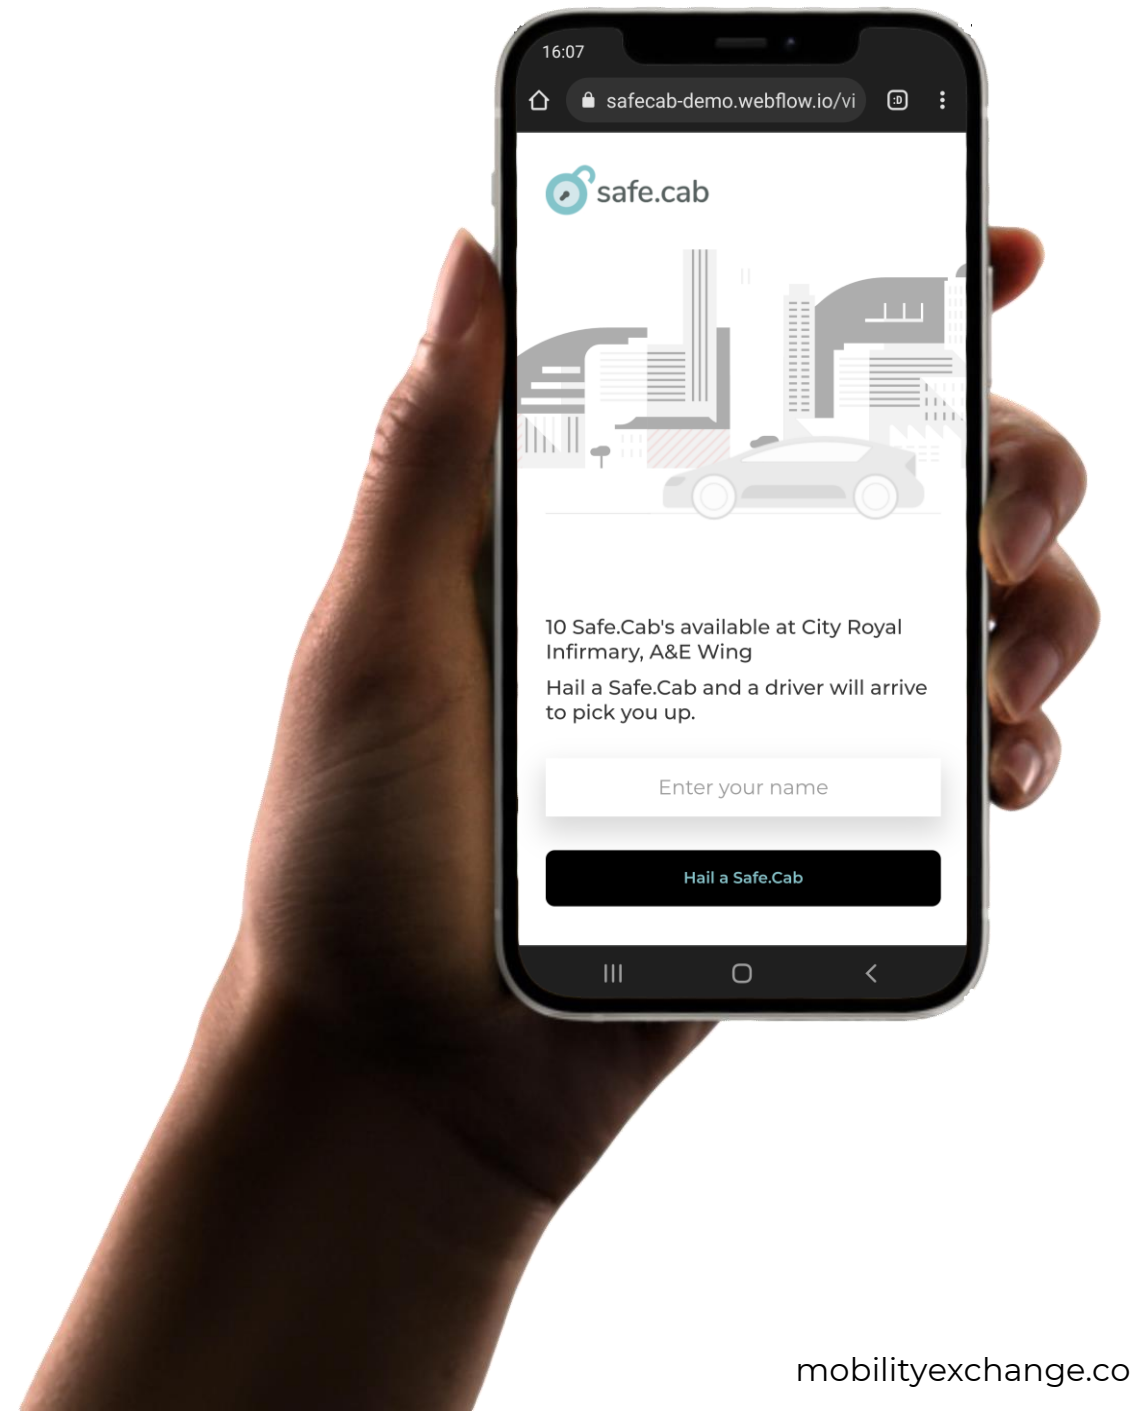 16:07
safecab-demo.webflow.io/vi
:D
safe.cab
10 Safe.Cab's available at City Royal
Infirmary, A&E Wing
Hail a Safe.Cab and a driver will arrive
to pick you up.
Enter your name
Hail a Safe.Cab
mobilityexchange.co